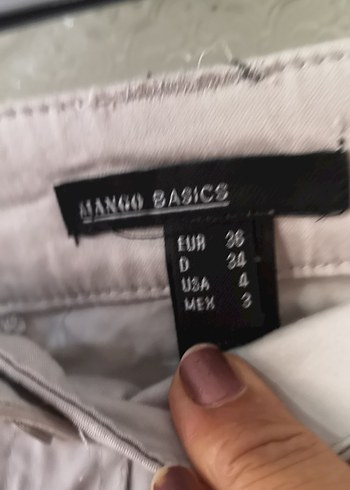 MANGO BASICS
EUR 36
D 34
USA 4
MEX 3